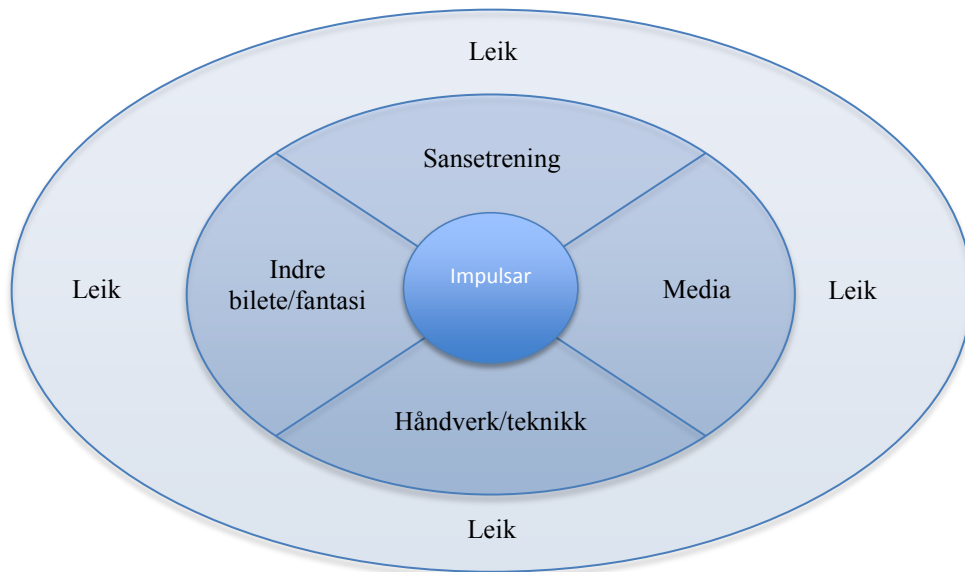 Leik
Sansetrening
Leik
Indre
bilete/fantasi
Impulsar
Media
Leik
Håndverk/teknikk
Leik